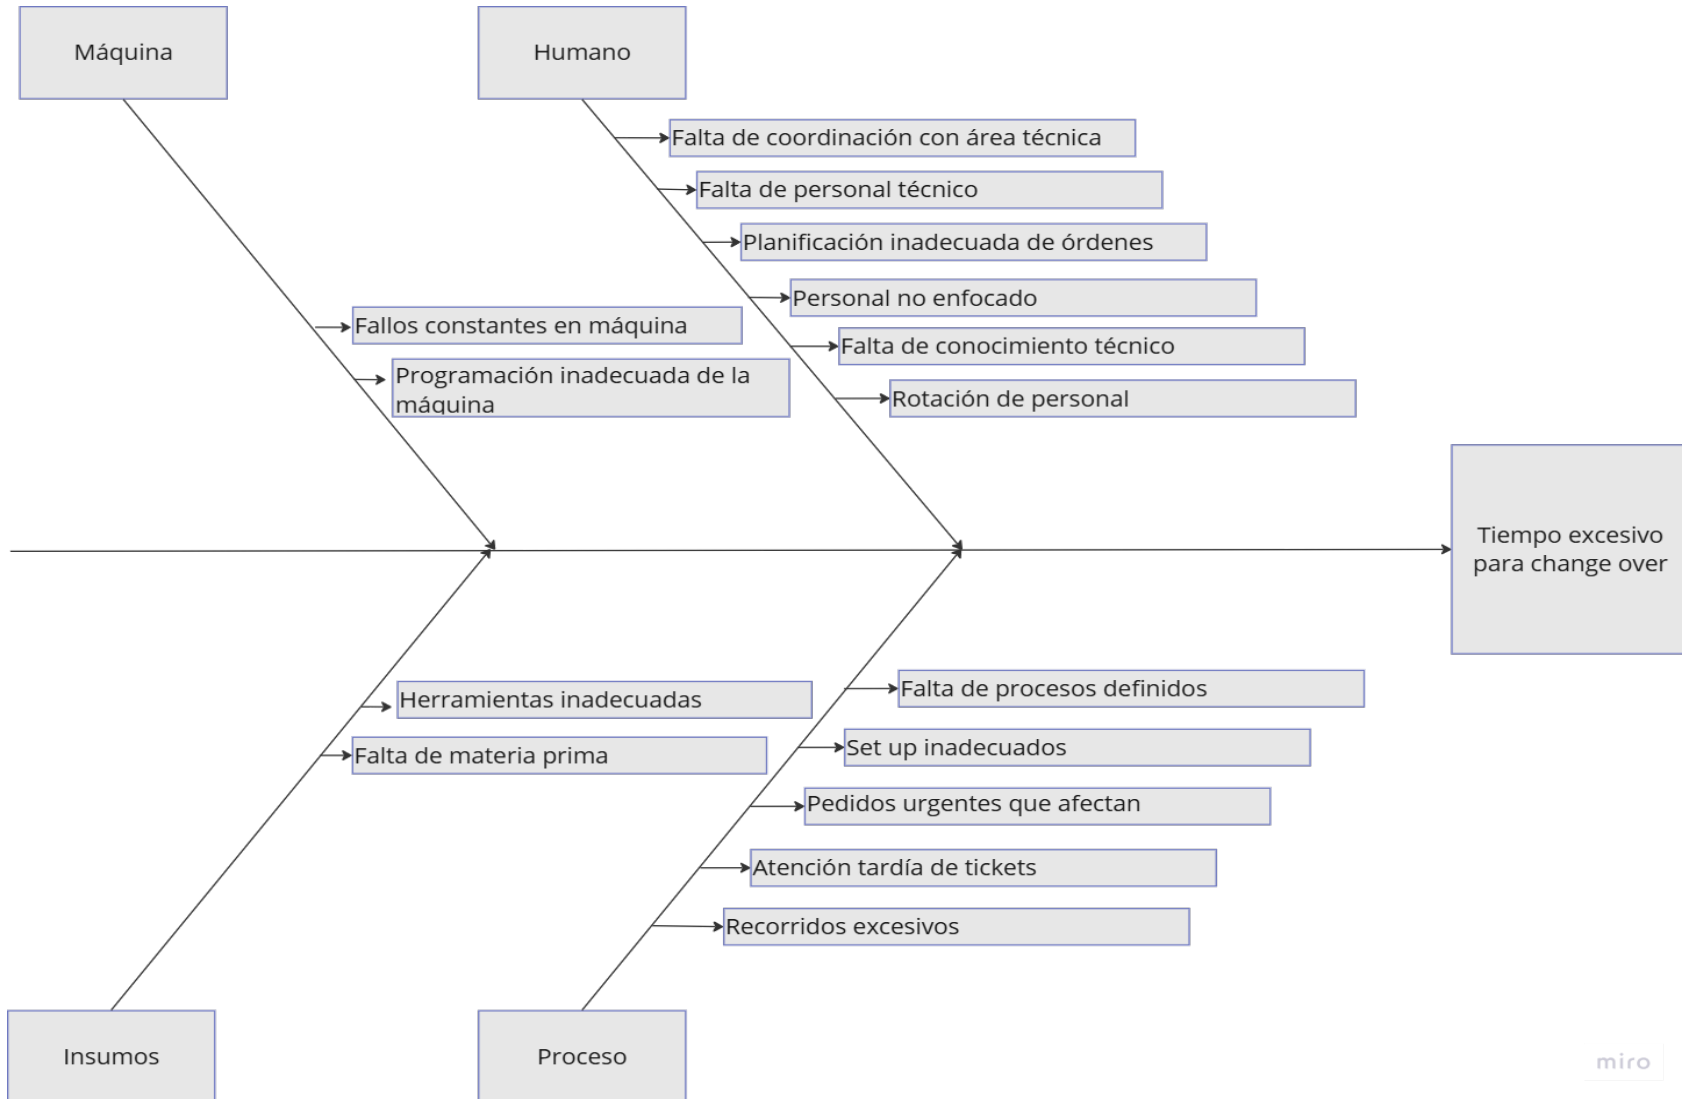 Máquina
Humano
Falta de coordinación con área técnica
Falta de personal técnico
Planificación inadecuada de órdenes
Personal no enfocado
Fallos constantes en máquina
Falta de conocimiento técnico
Programación inadecuada de la
máquina
Rotación de personal
Tiempo excesivo
para change over
Herramientas inadecuadas
Falta de procesos definidos
Falta de materia prima
Set up inadecuados
Pedidos urgentes que afectan
Atención tardía de tickets
Recorridos excesivos
Insumos
Proceso
miro